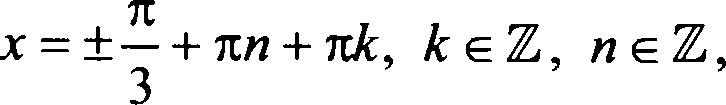 x = ±π/3 + πn + πk, k ∈ ℤ, n ∈ ℤ,